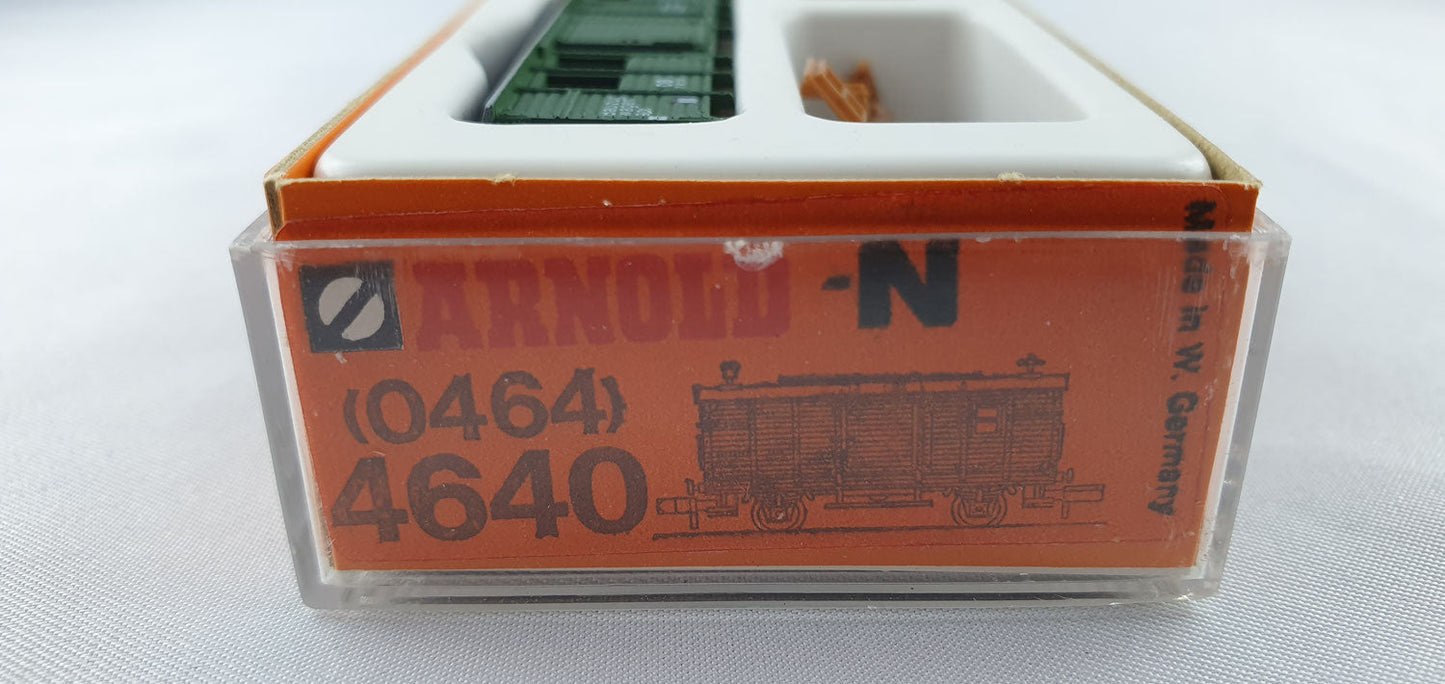 ARNOLD -N
(0464)
4640
Made in W. Germany